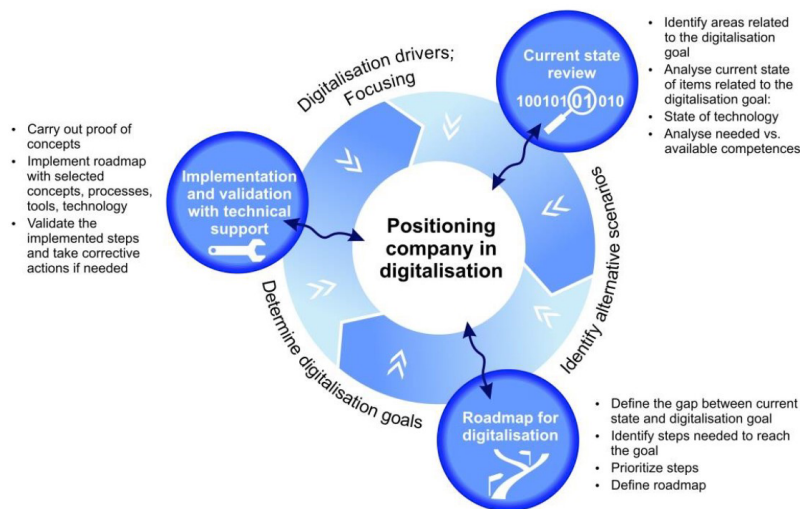 Digitalisation drivers;
Focusing
Current state
review
100101 01 010
• Identify areas related
to the digitalisation
goal
• Analyse current state
of items related to the
digitalisation goal:
• State of technology
• Analyse needed vs.
available competences
• Carry out proof of
concepts
• Implement roadmap
with selected
concepts, processes,
tools, technology
• Validate the
implemented steps
and take corrective
actions if needed
Implementation
and validation
with technical
support
Positioning
company in
digitalisation
Identify alternative scenarios
Determine digitalisation goals
Roadmap for
digitalisation
• Define the gap between current
state and digitalisation goal
• Identify steps needed to reach
the goal
• Prioritize steps
• Define roadmap